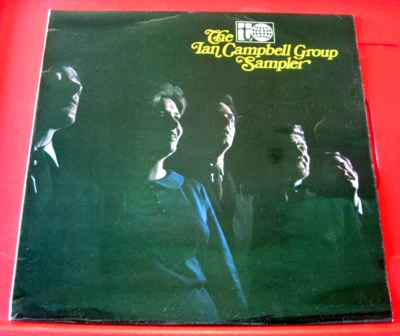 The
Ian Campbell Group
Sampler